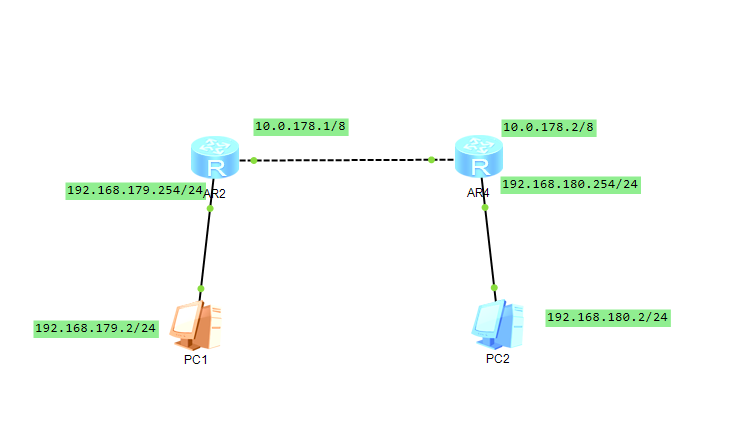 10.0.178.1/8
10.0.178.2/8
R
R
192.168.179.254/24
AR2
AR4
192.168.180.254/24
192.168.179.2/24
192.168.180.2/24
PC1
PC2